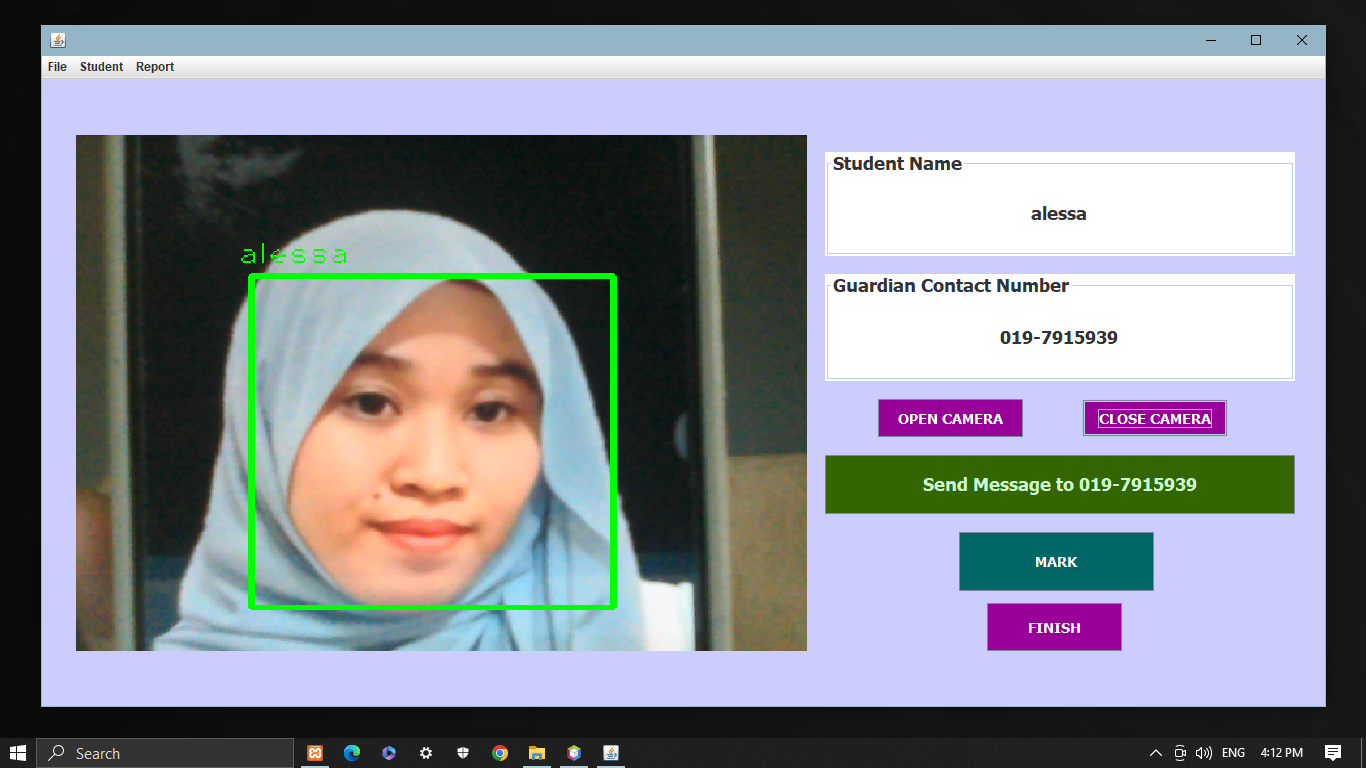 File Student Report
alessa
Student Name
alessa
Guardian Contact Number
019-7915939
OPEN CAMERA CLOSE CAMERA
Send Message to 019-7915939
MARK
FINISH
Search
ENG 4:12 PM